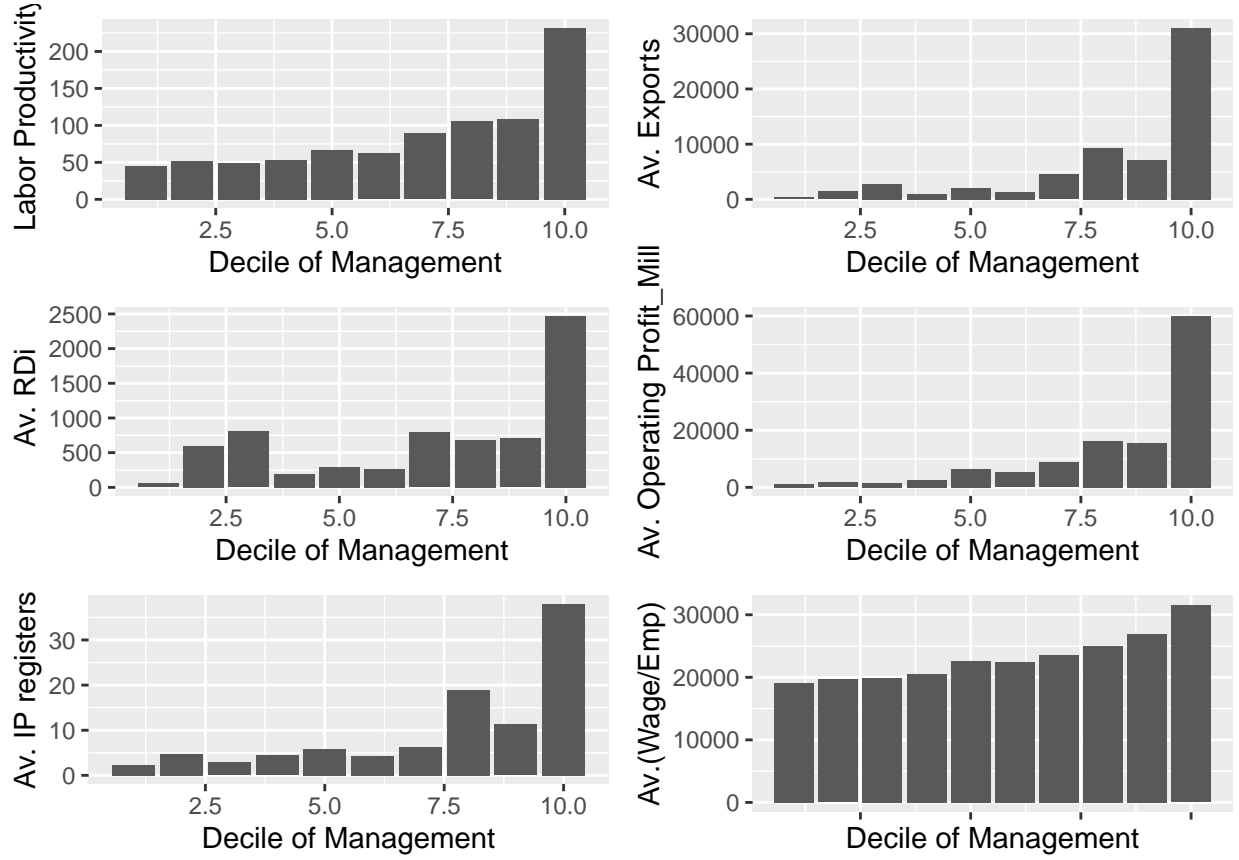 Labor Productivity
250
200
150
100
50
0
2.5 5.0 7.5 10.0
Decile of Management
Av. Exports
30000
20000
10000
0
2.5 5.0 7.5 10.0
Decile of Management
Av. RDi
2500
2000
1500
1000
500
0
2.5 5.0 7.5 10.0
Decile of Management
Av. Operating Profit_Mill
60000
40000
20000
0
2.5 5.0 7.5 10.0
Decile of Management
Av. IP registers
30
20
10
0
2.5 5.0 7.5 10.0
Decile of Management
Av.(Wage/Emp)
30000
20000
10000
0
Decile of Management